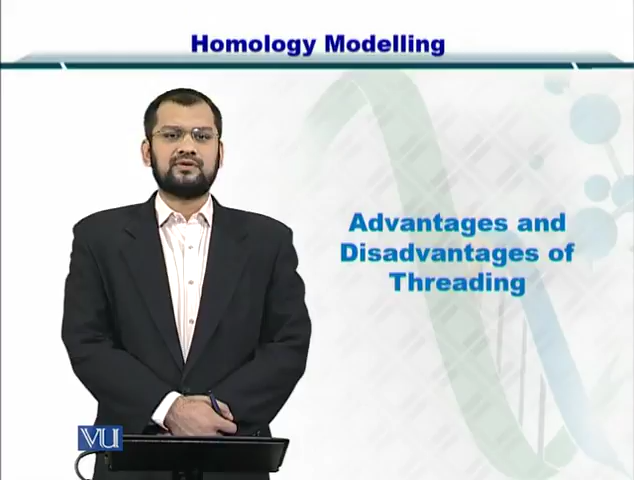 Homology Modelling
Advantages and
Disadvantages of
Threading
VU